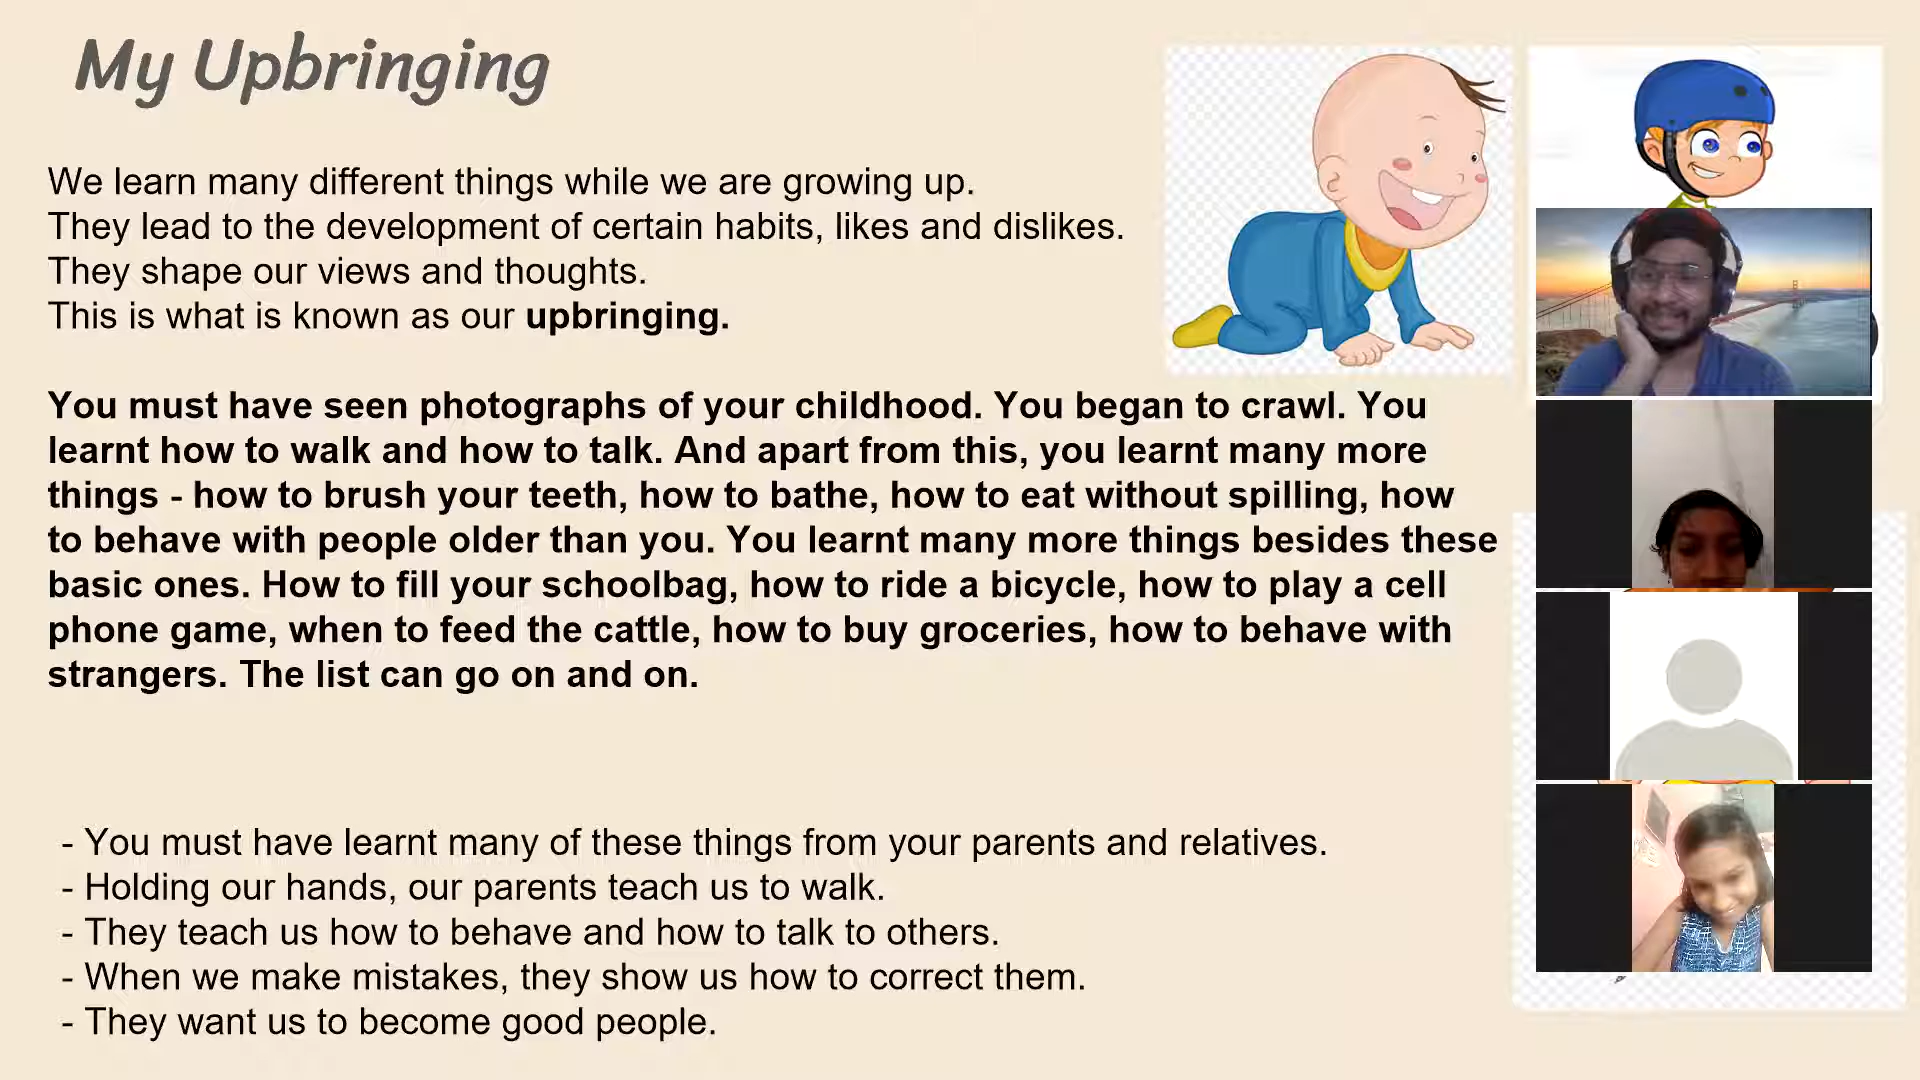 My Upbringing
We learn many different things while we are growing up.
They lead to the development of certain habits, likes and dislikes.
They shape our views and thoughts.
This is what is known as our upbringing.
You must have seen photographs of your childhood. You began to crawl. You
learnt how to walk and how to talk. And apart from this, you learnt many more
things - how to brush your teeth, how to bathe, how to eat without spilling, how
to behave with people older than you. You learnt many more things besides these
basic ones. How to fill your schoolbag, how to ride a bicycle, how to play a cell
phone game, when to feed the cattle, how to buy groceries, how to behave with
strangers. The list can go on and on.
- You must have learnt many of these things from your parents and relatives.
- Holding our hands, our parents teach us to walk.
- They teach us how to behave and how to talk to others.
- When we make mistakes, they show us how to correct them.
- They want us to become good people.